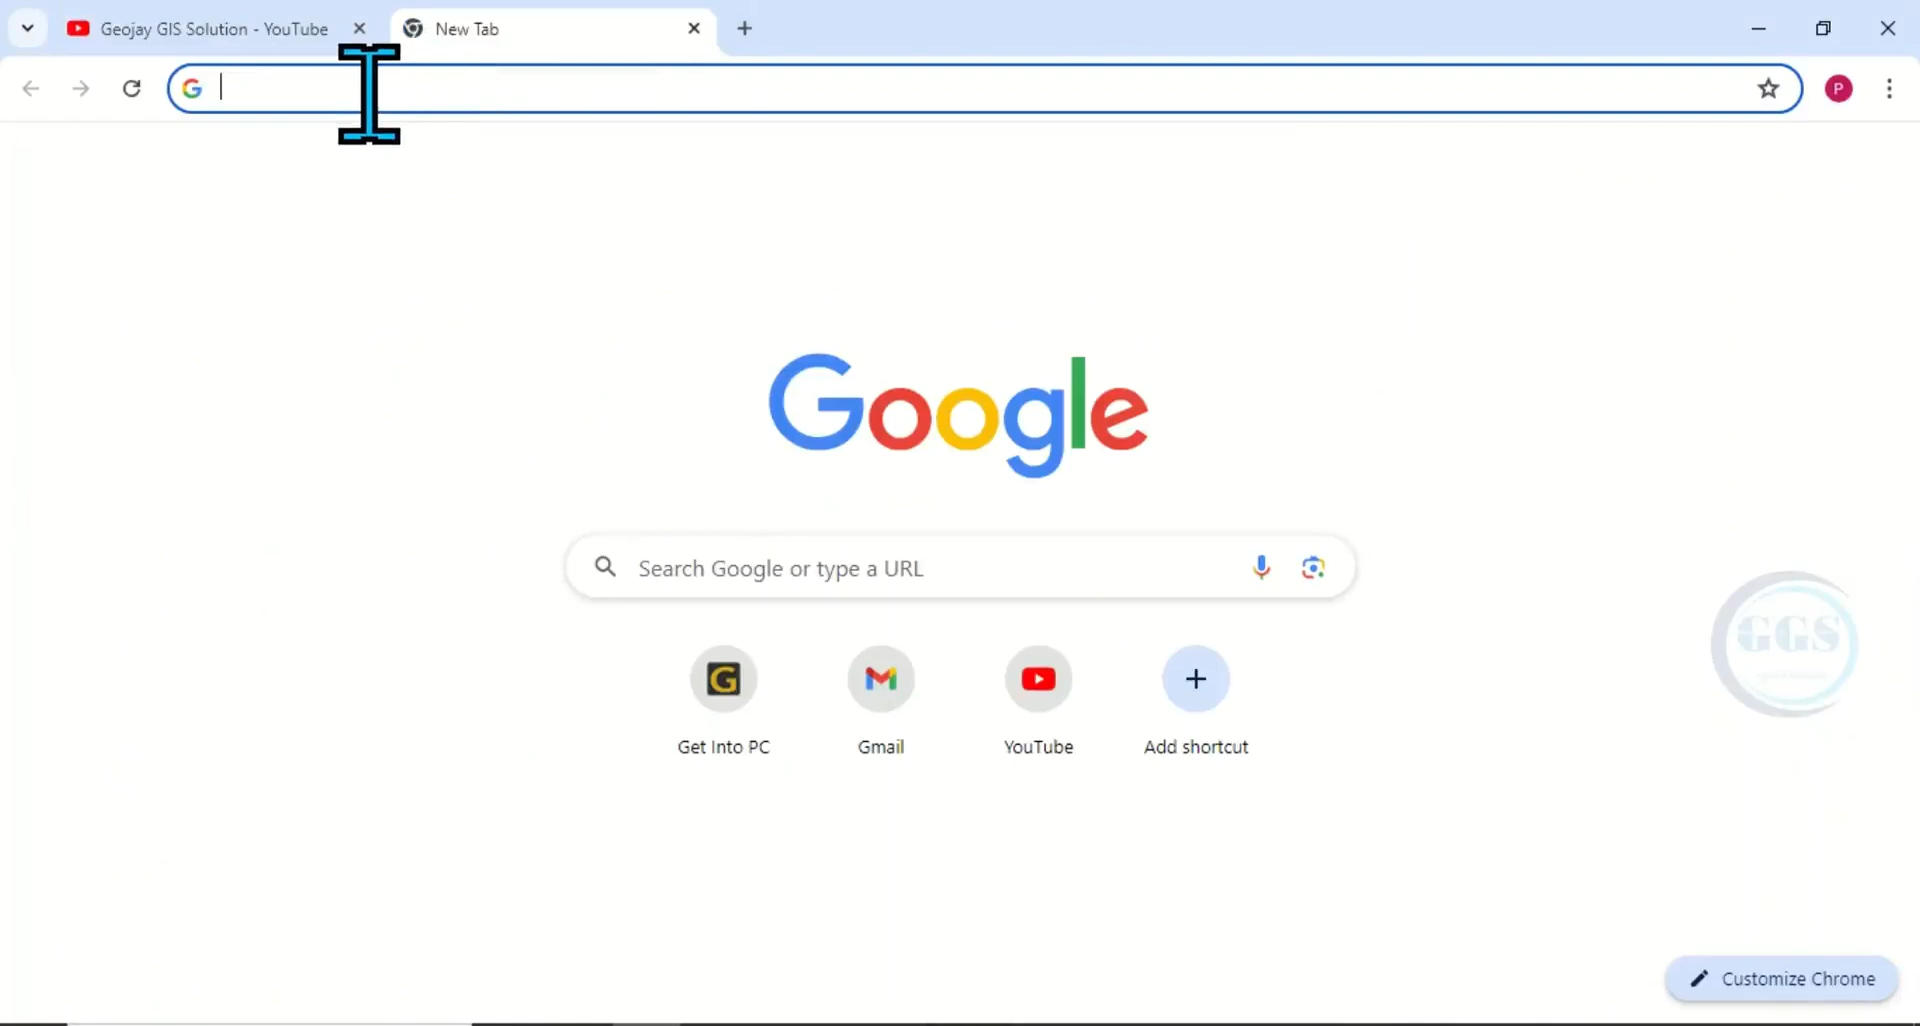 Geojay GIS Solution - YouTube
New Tab
P
Google
Search Google or type a URL
GGS
G
Get Into PC
Gmail
YouTube
Add shortcut
Customize Chrome